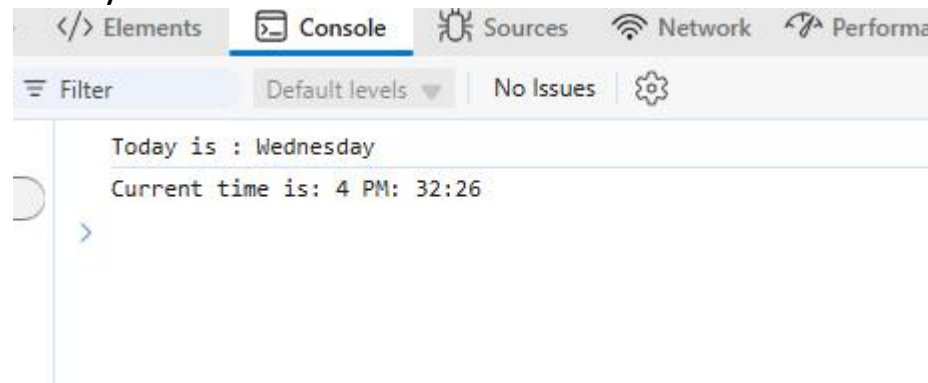 </> Elements Console Sources Network Performa
Filter Default levels No Issues
Today is : Wednesday
Current time is: 4 PM: 32:26
>